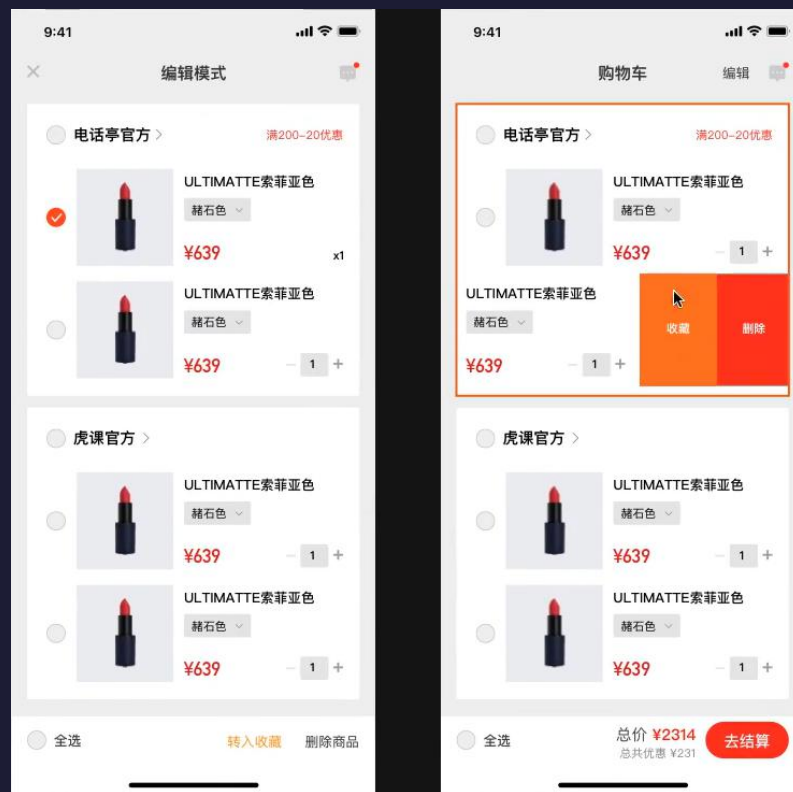 9:41
编辑模式
电话亭官方
满200-20优惠
ULTIMATTE索菲亚色
赭石色
¥639
x1
ULTIMATTE索菲亚色
赭石色
¥639
1
虎课官方
ULTIMATTE索菲亚色
赭石色
¥639
1
ULTIMATTE索菲亚色
赭石色
¥639
1
全选
转入收藏
删除商品
9:41
购物车
编辑
电话亭官方
满200-20优惠
ULTIMATTE索菲亚色
赭石色
¥639
1
ULTIMATTE索菲亚色
赭石色
¥639
1
收藏
删除
虎课官方
ULTIMATTE索菲亚色
赭石色
¥639
1
ULTIMATTE索菲亚色
赭石色
¥639
1
全选
总价 ¥2314
总共优惠 ¥231
去结算